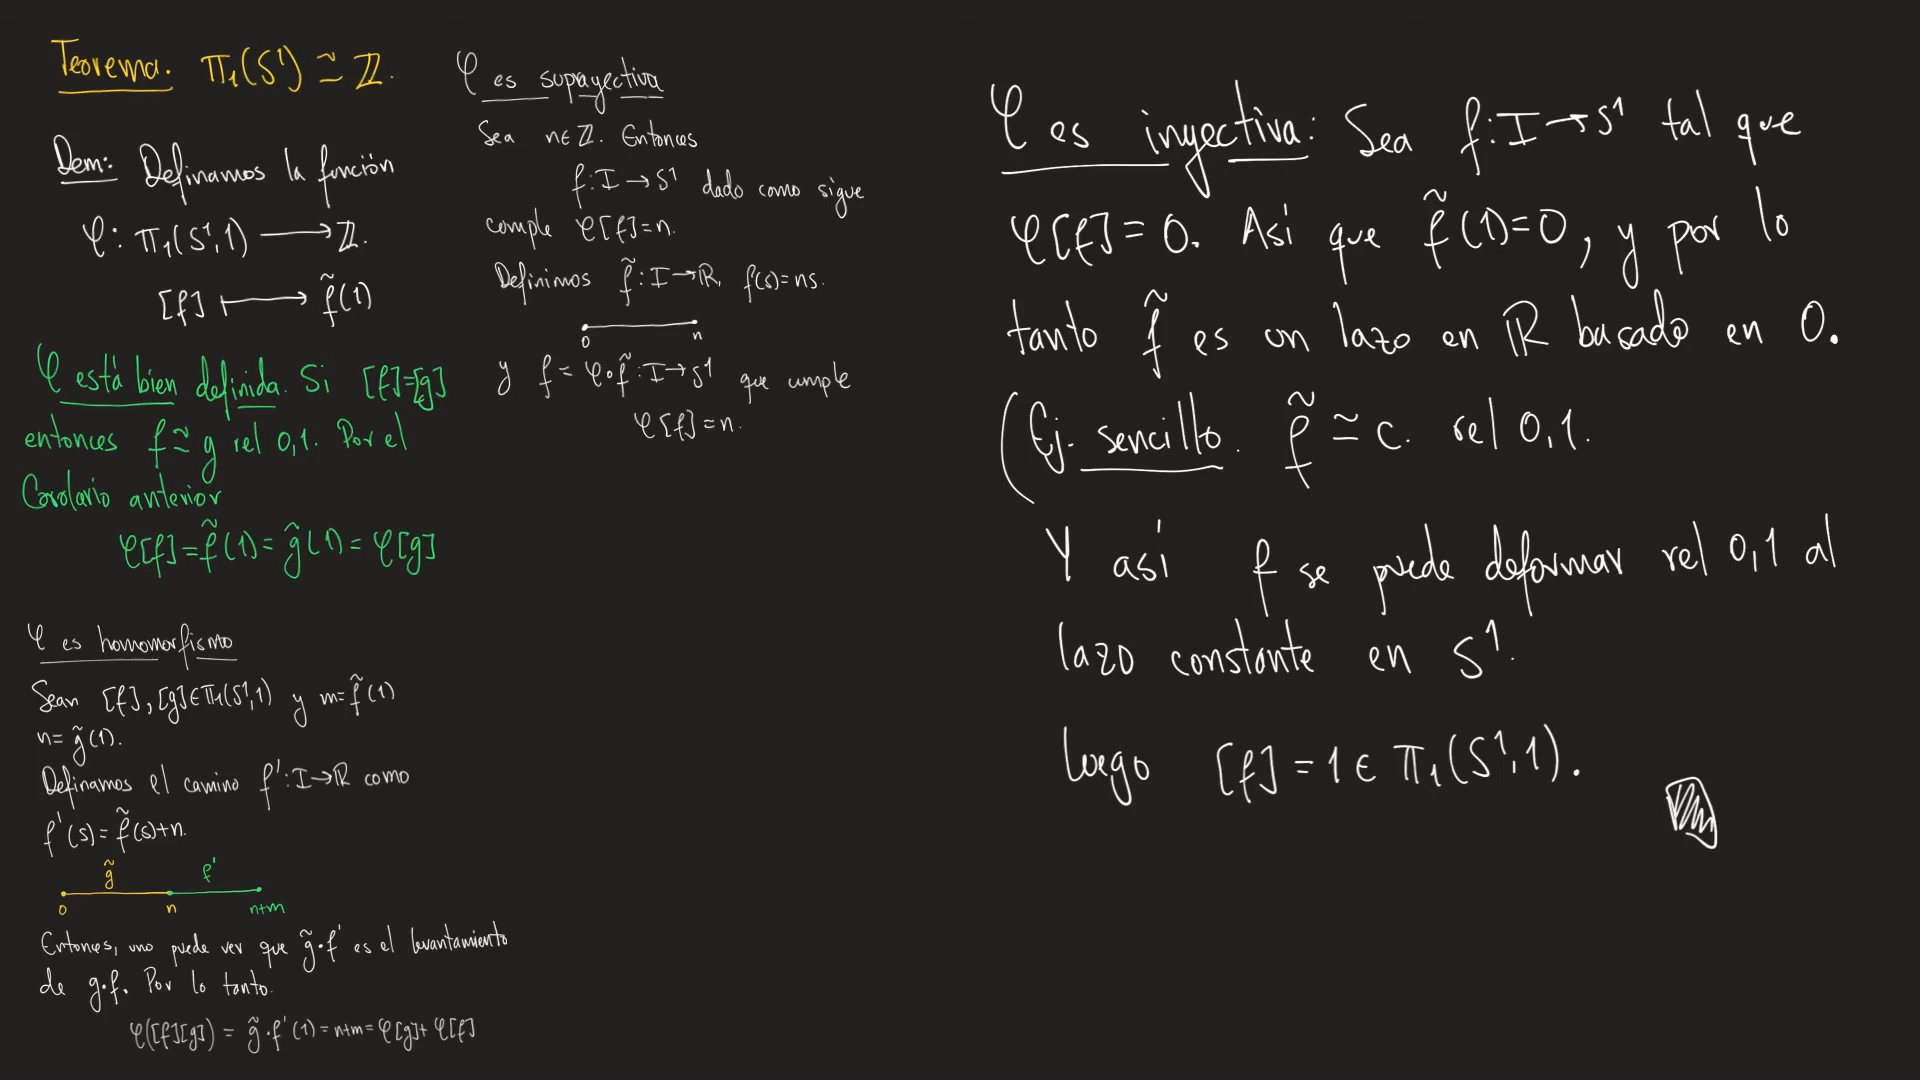 Teorema. π₁(S¹) ≃ ℤ.
Dem: Definamos la función
φ: π₁(S¹,1) ⟶ ℤ.
[f] ⟼ f̃(1)
φ está bien definida. Si [f]=[g]
entonces f ≃ g rel 0,1. Por el
Corolario anterior
φ[f] = f̃(1) = g̃(1) = φ[g]
φ es homomorfismo
Sean [f],[g]∈π₁(S¹,1) y m=f̃(1)
n= g̃(1).
Definamos el camino f':I→ℝ como
f'(s)= f̃(s)+n.
g̃ f'
0 n n+m
Entonces, uno puede ver que g̃·f' es el levantamiento
de g·f. Por lo tanto.
φ([f][g]) = g̃·f'(1) = n+m = φ[g]+ φ[f]
φ es suprayectiva
Sea n∈ℤ. Entonces
f:I→S¹ dado como sigue
cumple φ[f]=n.
Definimos f̃:I→ℝ, f(s)=ns.
0 n
y f = φ∘f̃:I→S¹ que cumple
φ[f]=n.
φ es inyectiva: Sea f:I→S¹ tal que
φ[f]=0. Así que f̃(1)=0, y por lo
tanto f̃ es un lazo en ℝ basado en 0.
(Ej. sencillo. f̃ ≃ c. rel 0,1.
Y así f se puede deformar rel 0,1 al
lazo constante en S¹.
luego [f] = 1 ∈ π₁(S¹,1).